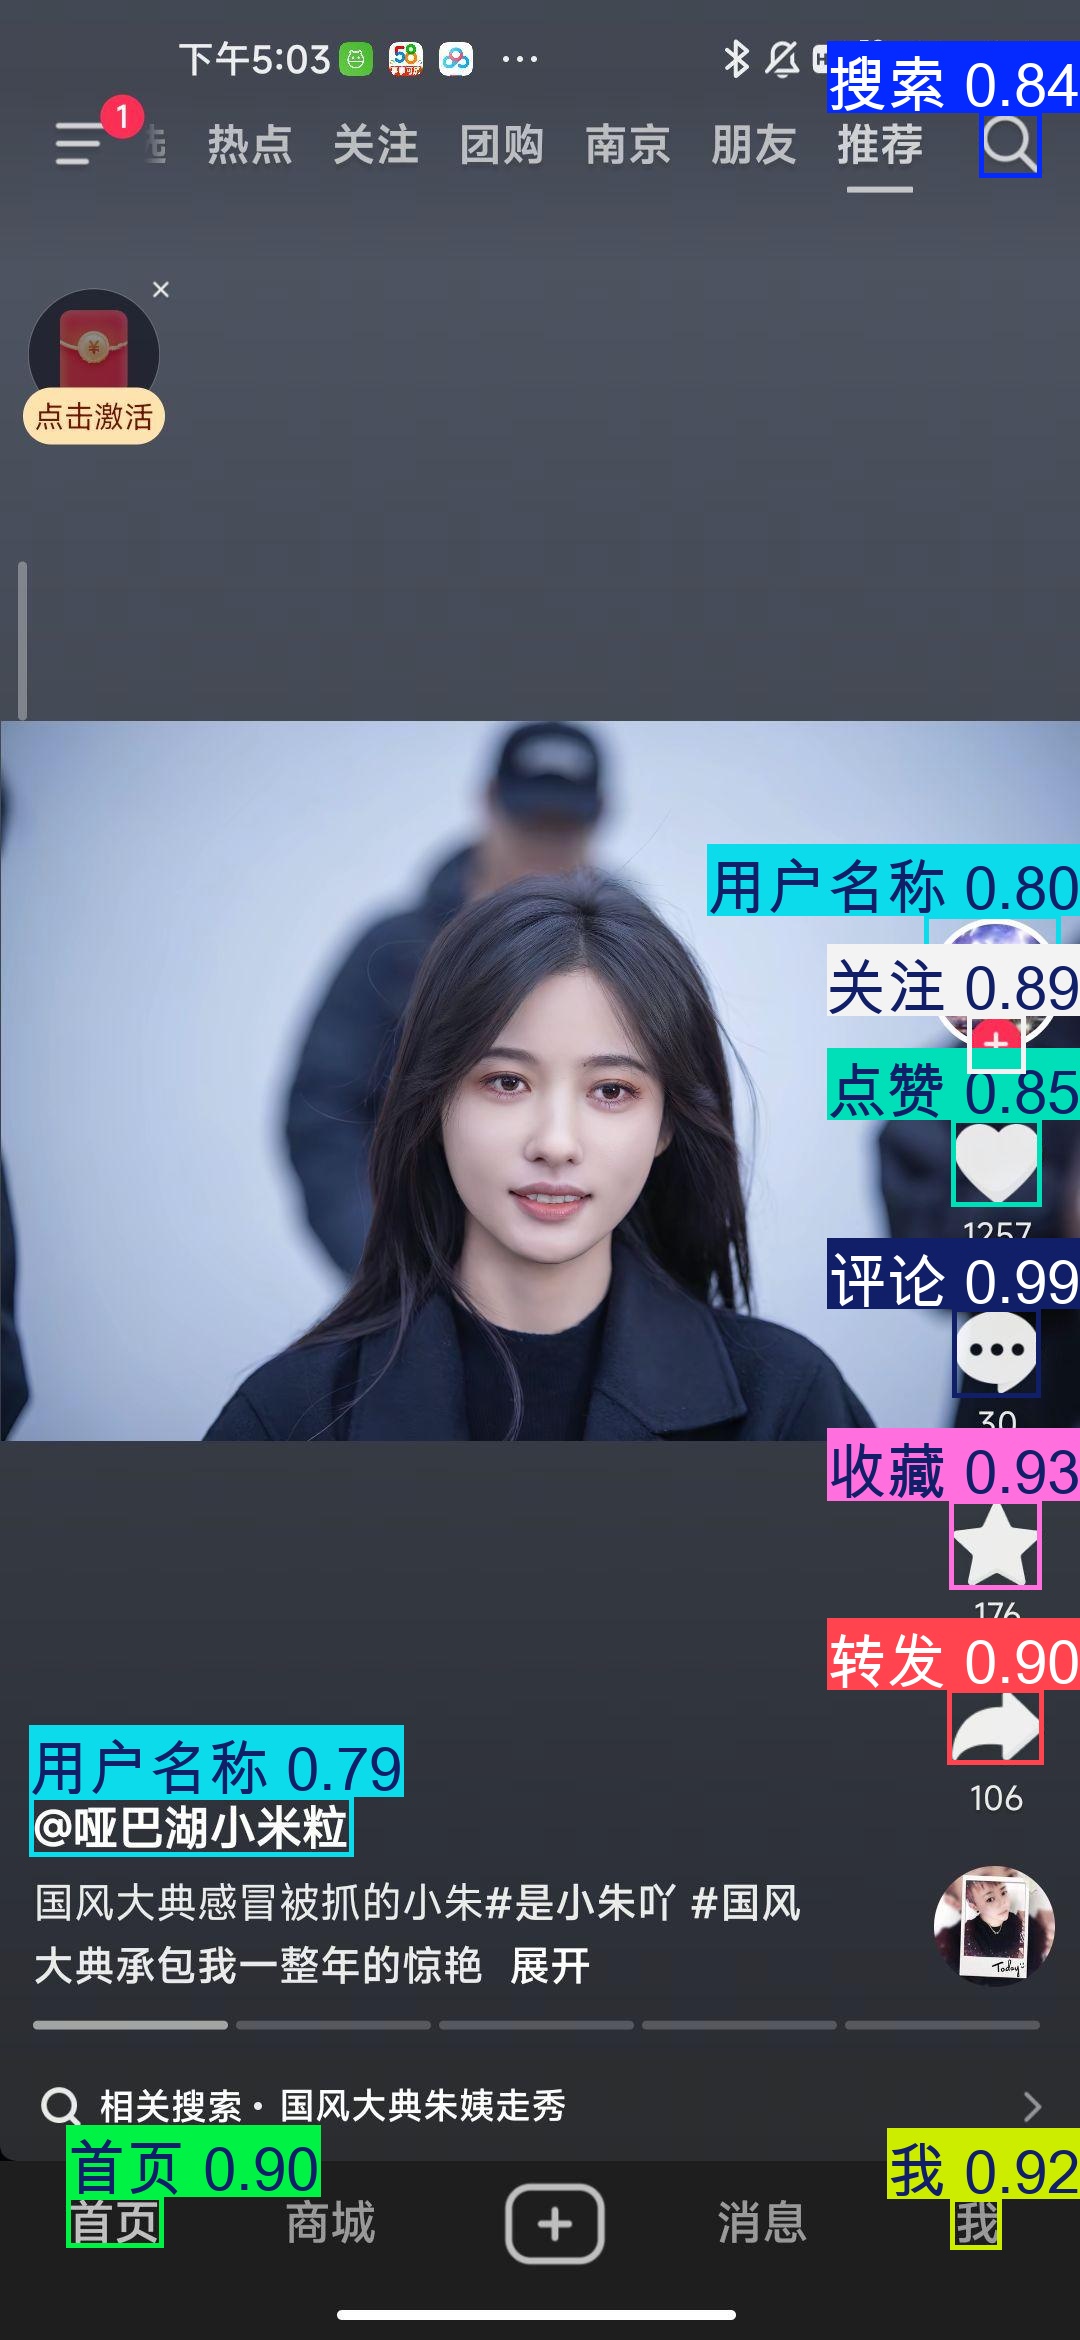 下午5:03
58
搜索 0.84
1
热点 关注 团购 南京 朋友 推荐
点击激活
用户名称 0.80
关注 0.89
点赞 0.85
1257
评论 0.99
30
收藏 0.93
176
转发 0.90
106
用户名称 0.79
@哑巴湖小米粒
国风大典感冒被抓的小朱#是小朱吖 #国风
大典承包我一整年的惊艳 展开
Today
相关搜索·国风大典朱姨走秀
首页 0.90
我 0.92
首页 商城 消息 我